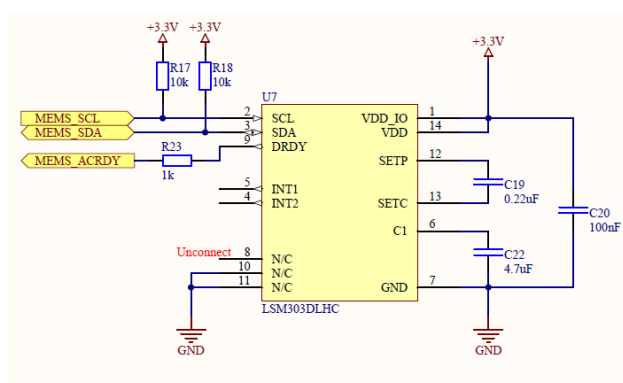 +3.3V +3.3V
+3.3V
R17 R18
10k 10k
U7
MEMS_SCL 2 SCL VDD_IO 1
MEMS_SDA 3 SDA VDD 14
MEMS_ACRDY R23 9 DRDY
1k
SETP 12
5 INT1 C19
4 INT2 SETC 13 0.22uF
C20
100nF
C1 6
Unconnect 8 N/C C22
10 N/C 4.7uF
11 N/C GND 7
LSM303DLHC
GND GND